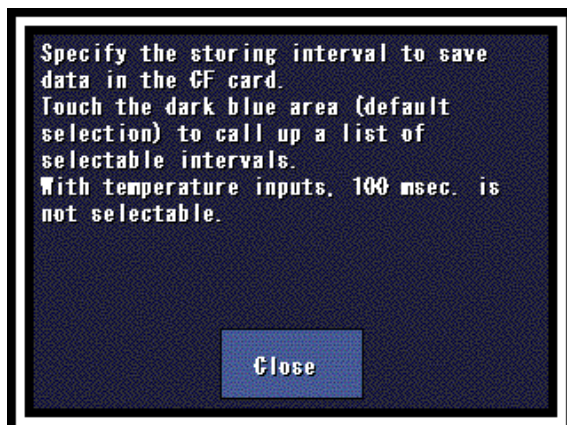 Specify the storing interval to save
data in the CF card.
Touch the dark blue area (default
selection) to call up a list of
selectable intervals.
With temperature inputs, 100 msec. is
not selectable.
Close